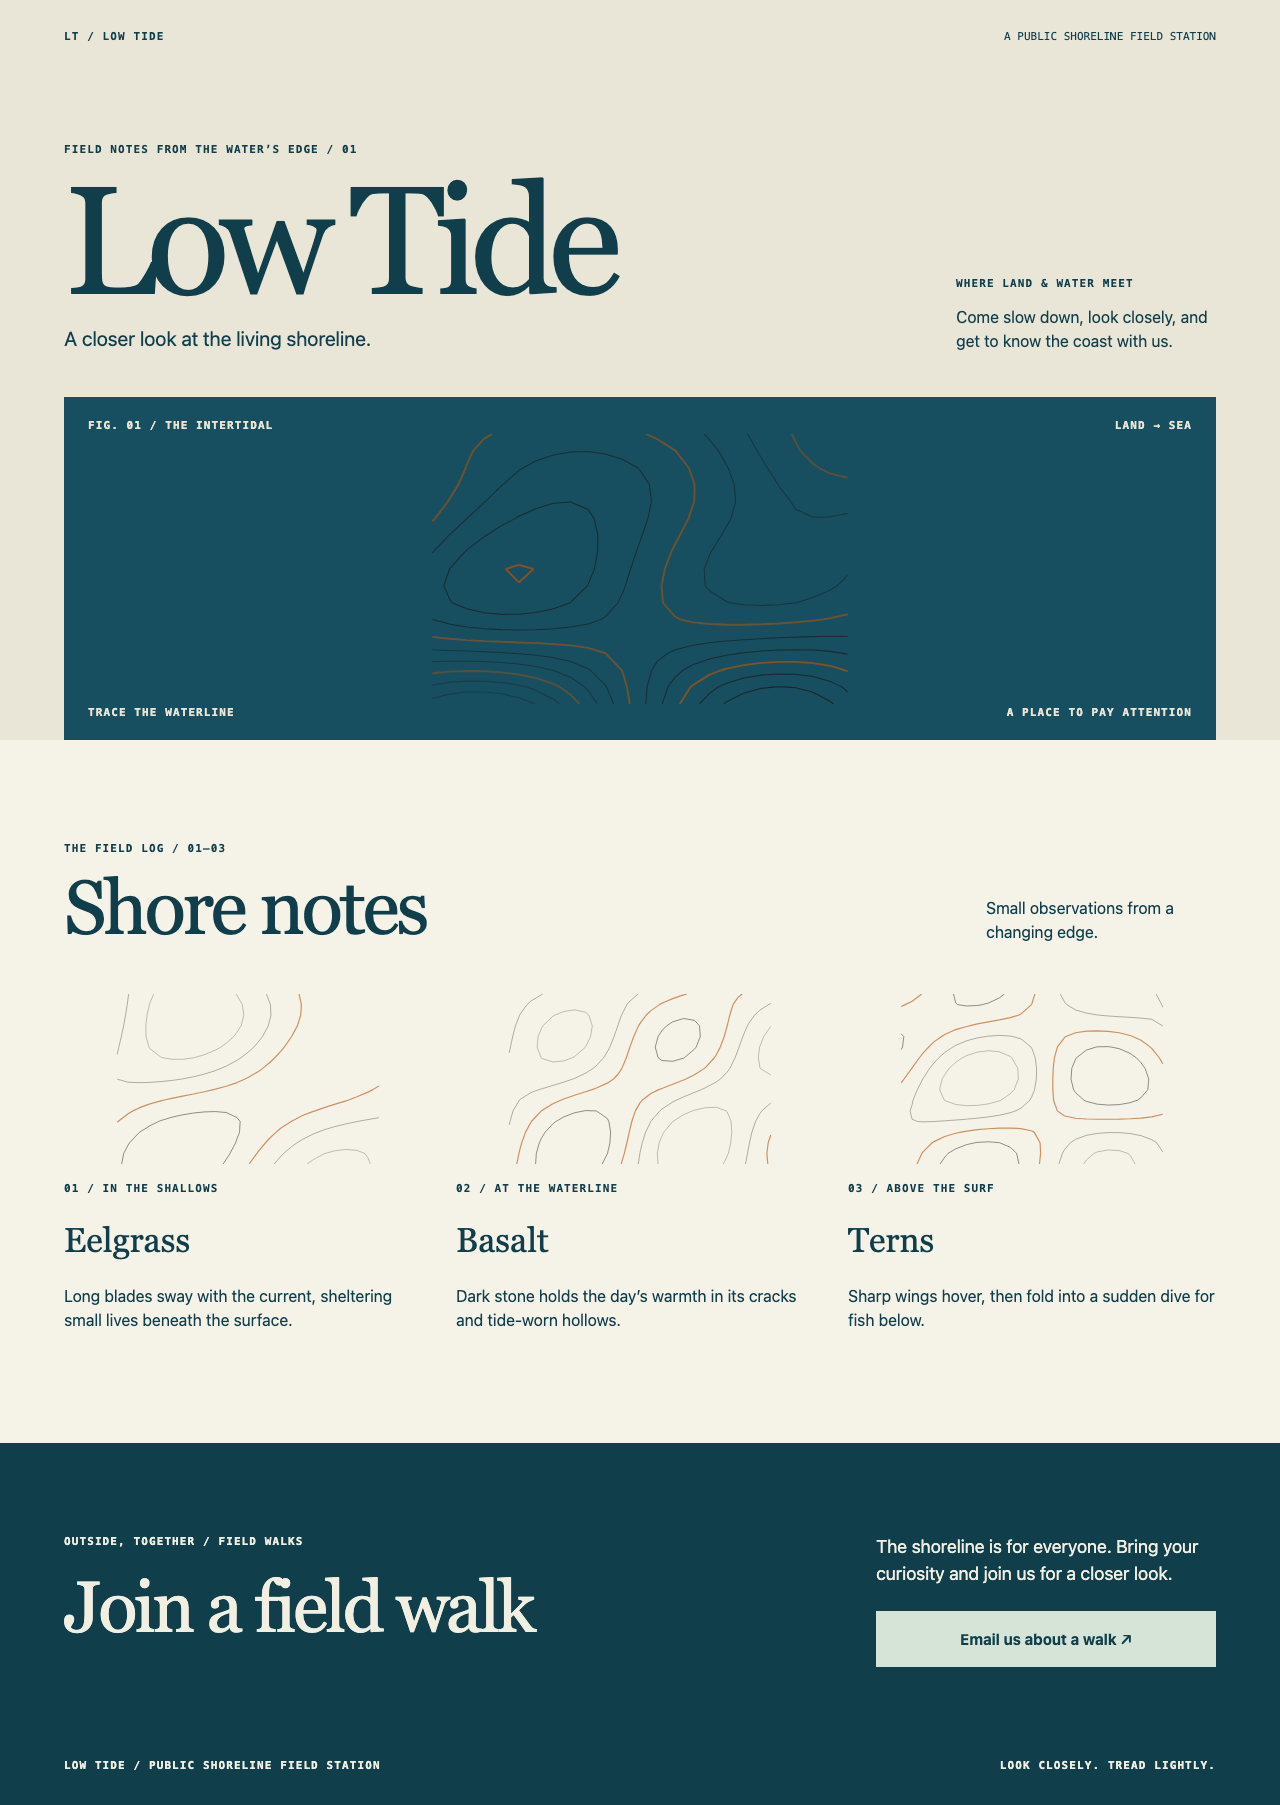 LT / LOW TIDE
A PUBLIC SHORELINE FIELD STATION
FIELD NOTES FROM THE WATER’S EDGE / 01
Low Tide
A closer look at the living shoreline.
WHERE LAND & WATER MEET
Come slow down, look closely, and
get to know the coast with us.
FIG. 01 / THE INTERTIDAL
LAND → SEA
TRACE THE WATERLINE
A PLACE TO PAY ATTENTION
THE FIELD LOG / 01–03
Shore notes
Small observations from a
changing edge.
01 / IN THE SHALLOWS
Eelgrass
Long blades sway with the current, sheltering
small lives beneath the surface.
02 / AT THE WATERLINE
Basalt
Dark stone holds the day’s warmth in its cracks
and tide-worn hollows.
03 / ABOVE THE SURF
Terns
Sharp wings hover, then fold into a sudden dive for
fish below.
OUTSIDE, TOGETHER / FIELD WALKS
Join a field walk
The shoreline is for everyone. Bring your
curiosity and join us for a closer look.
Email us about a walk ↗
LOW TIDE / PUBLIC SHORELINE FIELD STATION
LOOK CLOSELY. TREAD LIGHTLY.